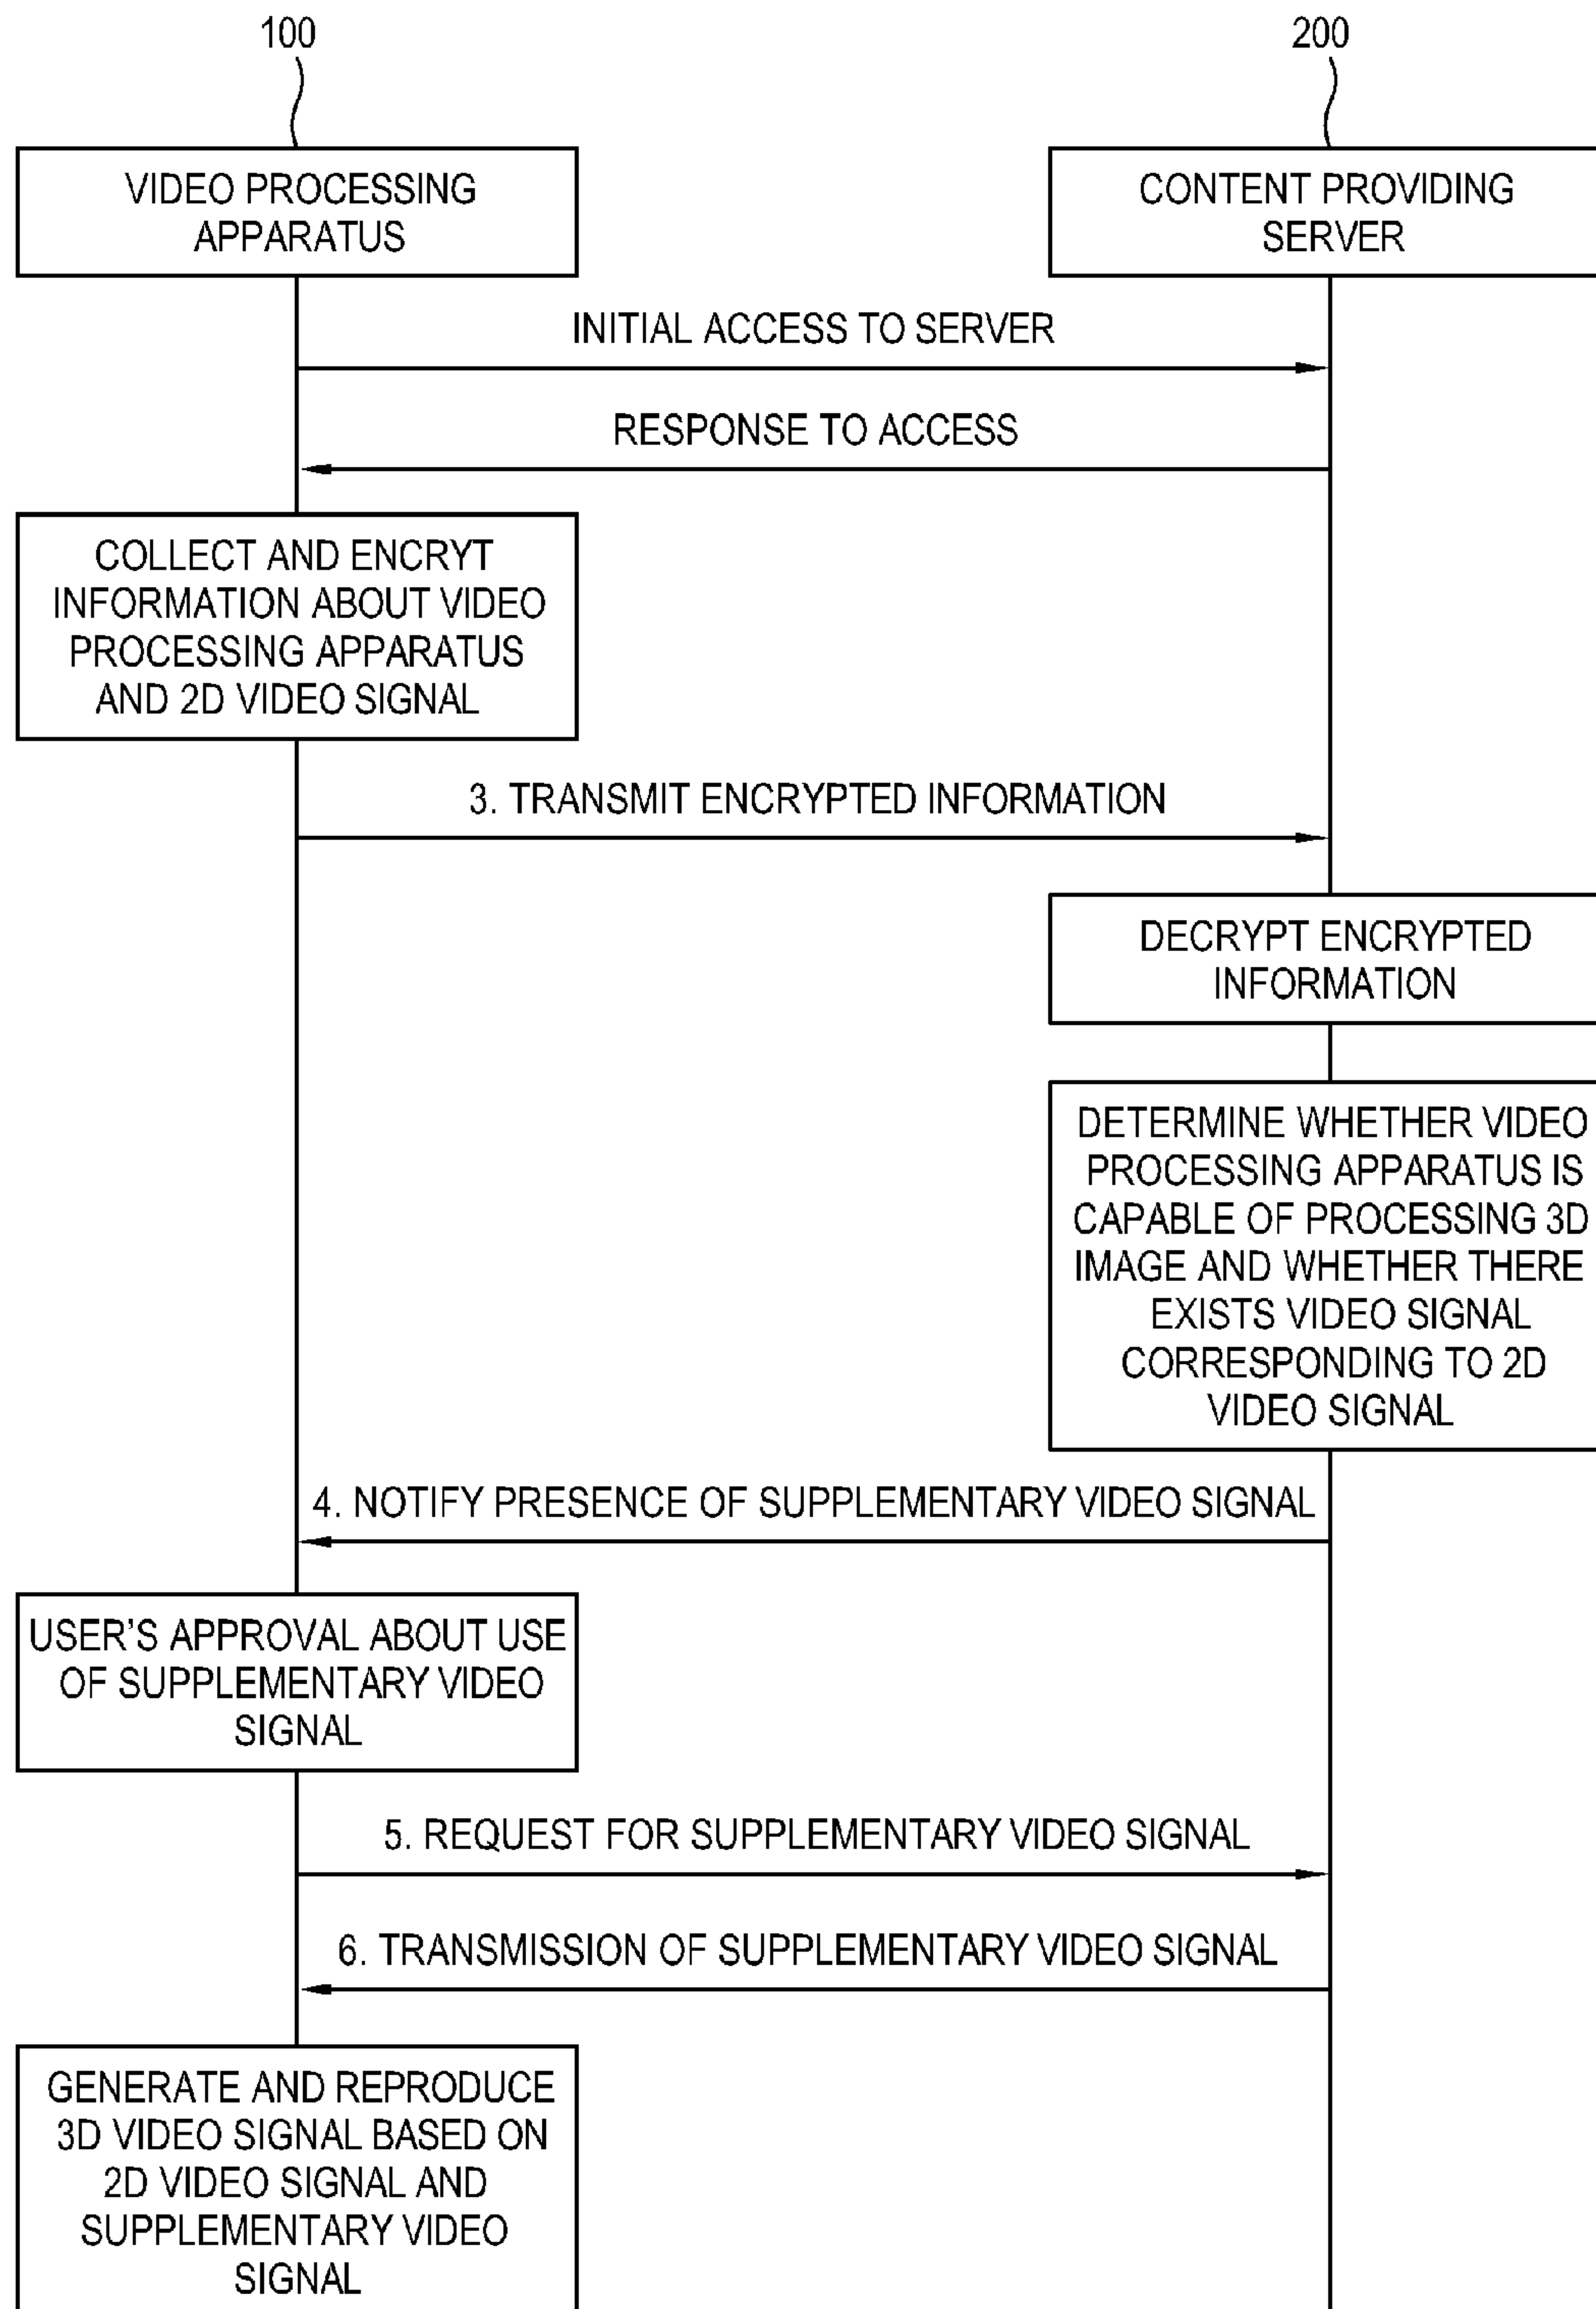 100
200
VIDEO PROCESSING
APPARATUS
CONTENT PROVIDING
SERVER
INITIAL ACCESS TO SERVER
RESPONSE TO ACCESS
COLLECT AND ENCRYT
INFORMATION ABOUT VIDEO
PROCESSING APPARATUS
AND 2D VIDEO SIGNAL
3. TRANSMIT ENCRYPTED INFORMATION
DECRYPT ENCRYPTED
INFORMATION
DETERMINE WHETHER VIDEO
PROCESSING APPARATUS IS
CAPABLE OF PROCESSING 3D
IMAGE AND WHETHER THERE
EXISTS VIDEO SIGNAL
CORRESPONDING TO 2D
VIDEO SIGNAL
4. NOTIFY PRESENCE OF SUPPLEMENTARY VIDEO SIGNAL
USER'S APPROVAL ABOUT USE
OF SUPPLEMENTARY VIDEO
SIGNAL
5. REQUEST FOR SUPPLEMENTARY VIDEO SIGNAL
6. TRANSMISSION OF SUPPLEMENTARY VIDEO SIGNAL
GENERATE AND REPRODUCE
3D VIDEO SIGNAL BASED ON
2D VIDEO SIGNAL AND
SUPPLEMENTARY VIDEO
SIGNAL